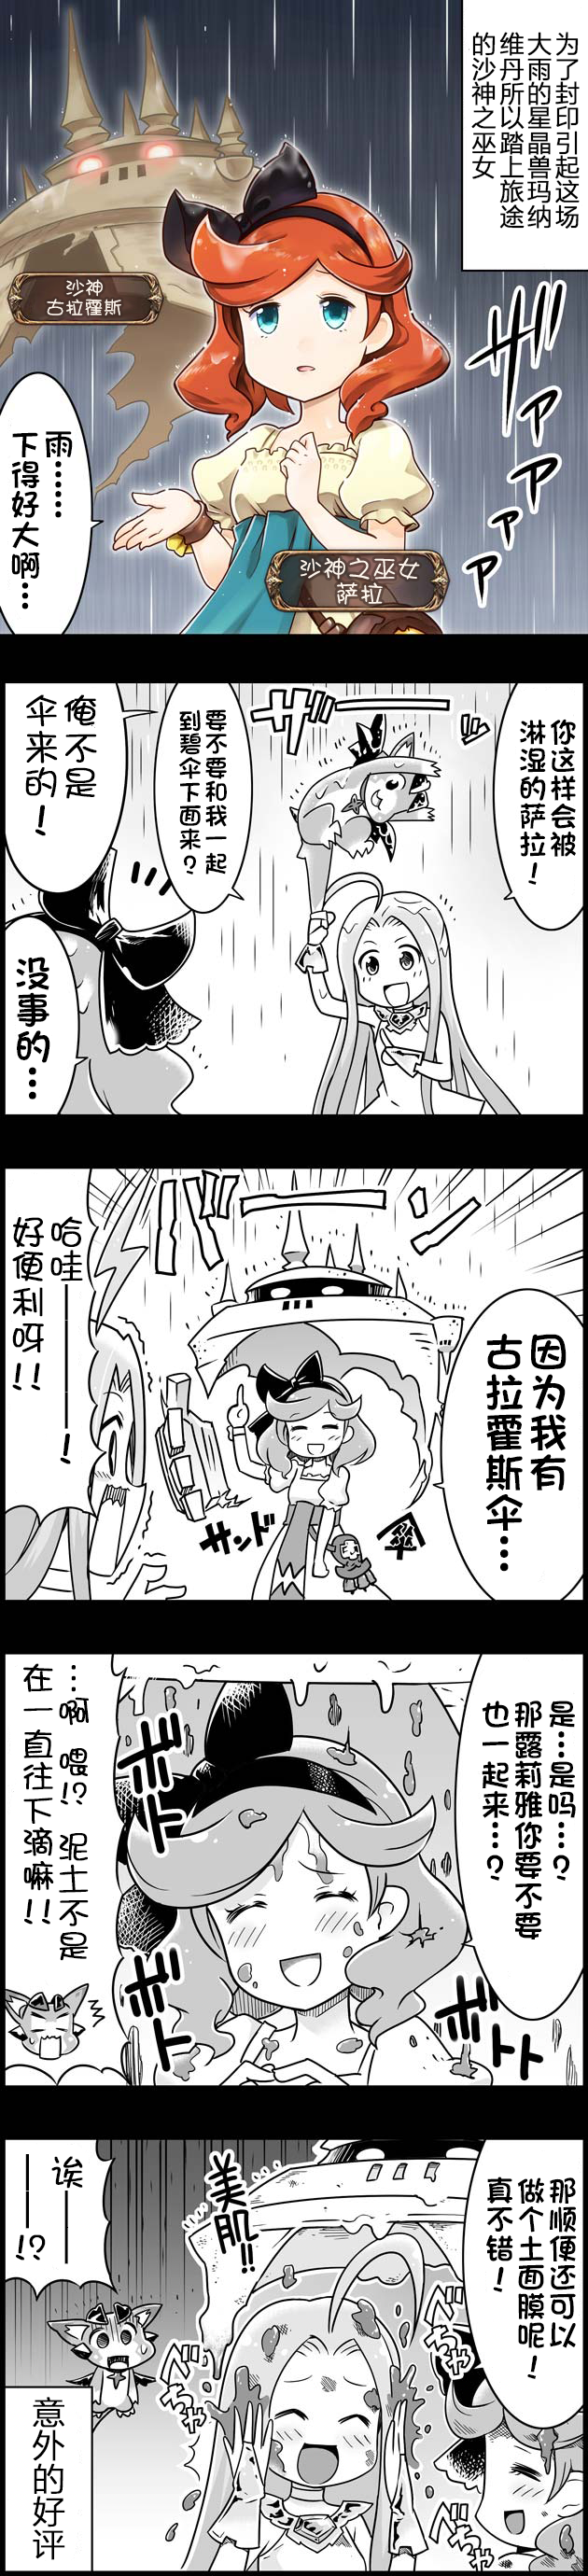 为了封印引起这场
大雨的星晶兽玛纳
维丹所以踏上旅途
的沙神之巫女
沙神
古拉霍斯
ザァァァァ
雨……
下得好大啊…
沙神之巫女
萨拉
你这样会被
淋湿的萨拉！
ザーッ
要不要和我一起
到碧伞下面来？
俺不是
伞来的！
没事的…
バーン
因为我有
古拉霍斯伞…
哈哇——！
好便利呀！！
サンド
傘
是…是吗…？
那露莉雅你要不要
也一起来…？
…啊 喂！？ 泥土不是
在一直往下滴嘛！！
ボト
ボト
ボト
那顺便还可以
做个土面膜呢！
真不错！
美肌！！
べちゃ
べちゃ
诶——
——！？
意外的好评